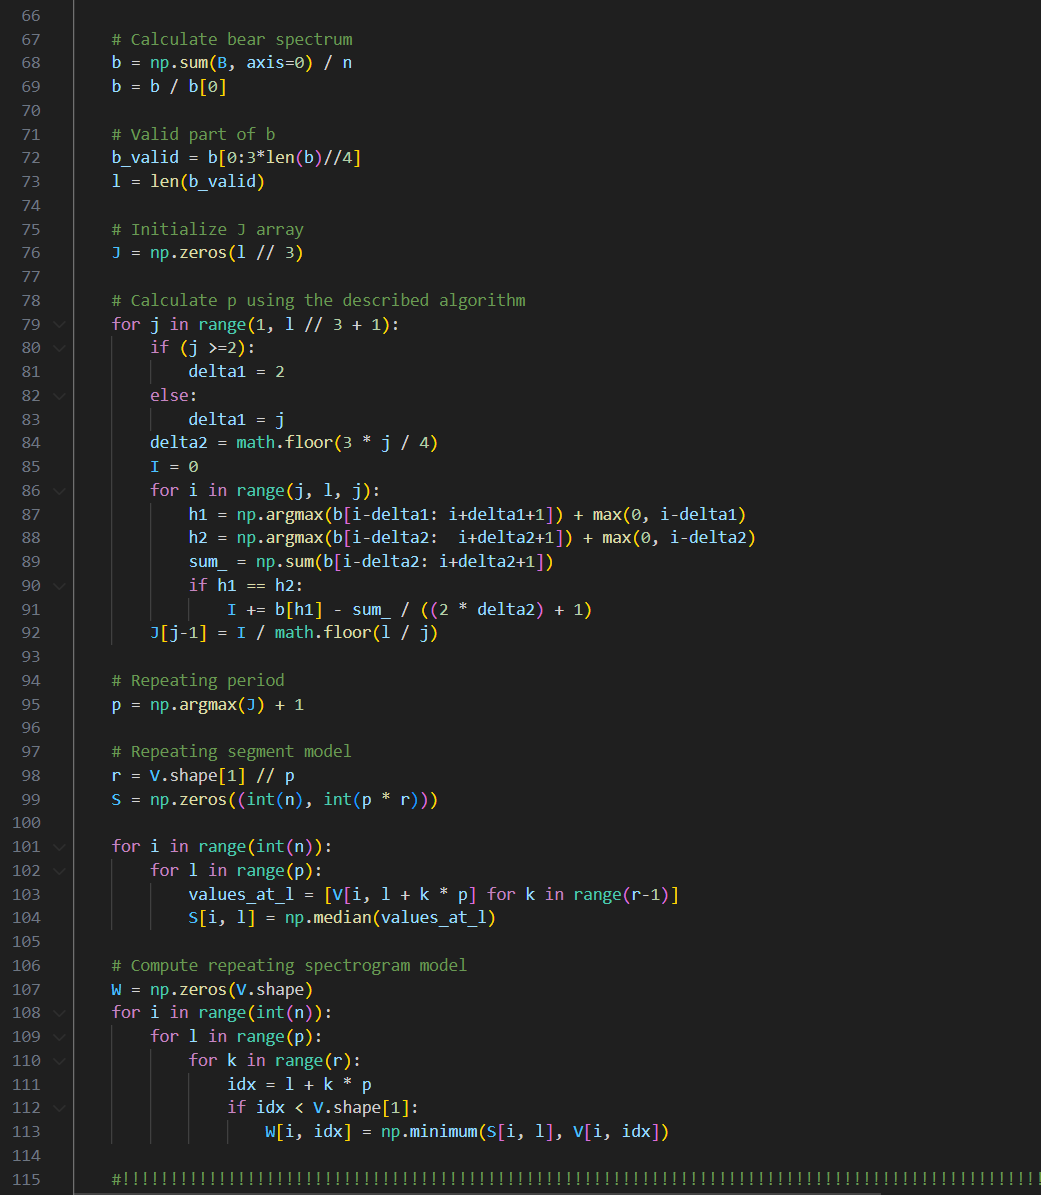 66
67 # Calculate bear spectrum
68 b = np.sum(B, axis=0) / n
69 b = b / b[0]
70
71 # Valid part of b
72 b_valid = b[0:3*len(b)//4]
73 l = len(b_valid)
74
75 # Initialize J array
76 J = np.zeros(l // 3)
77
78 # Calculate p using the described algorithm
79 for j in range(1, l // 3 + 1):
80 if (j >=2):
81 delta1 = 2
82 else:
83 delta1 = j
84 delta2 = math.floor(3 * j / 4)
85 I = 0
86 for i in range(j, l, j):
87 h1 = np.argmax(b[i-delta1: i+delta1+1]) + max(0, i-delta1)
88 h2 = np.argmax(b[i-delta2:  i+delta2+1]) + max(0, i-delta2)
89 sum_ = np.sum(b[i-delta2: i+delta2+1])
90 if h1 == h2:
91 I += b[h1] - sum_ / ((2 * delta2) + 1)
92 J[j-1] = I / math.floor(l / j)
93
94 # Repeating period
95 p = np.argmax(J) + 1
96
97 # Repeating segment model
98 r = V.shape[1] // p
99 S = np.zeros((int(n), int(p * r)))
100
101 for i in range(int(n)):
102 for l in range(p):
103 values_at_l = [V[i, l + k * p] for k in range(r-1)]
104 S[i, l] = np.median(values_at_l)
105
106 # Compute repeating spectrogram model
107 W = np.zeros(V.shape)
108 for i in range(int(n)):
109 for l in range(p):
110 for k in range(r):
111 idx = l + k * p
112 if idx < V.shape[1]:
113 W[i, idx] = np.minimum(S[i, l], V[i, idx])
114
115 #!!!!!!!!!!!!!!!!!!!!!!!!!!!!!!!!!!!!!!!!!!!!!!!!!!!!!!!!!!!!!!!!!!!!!!!!!!!!!!!!!!!!!!!!!!!!!!!!